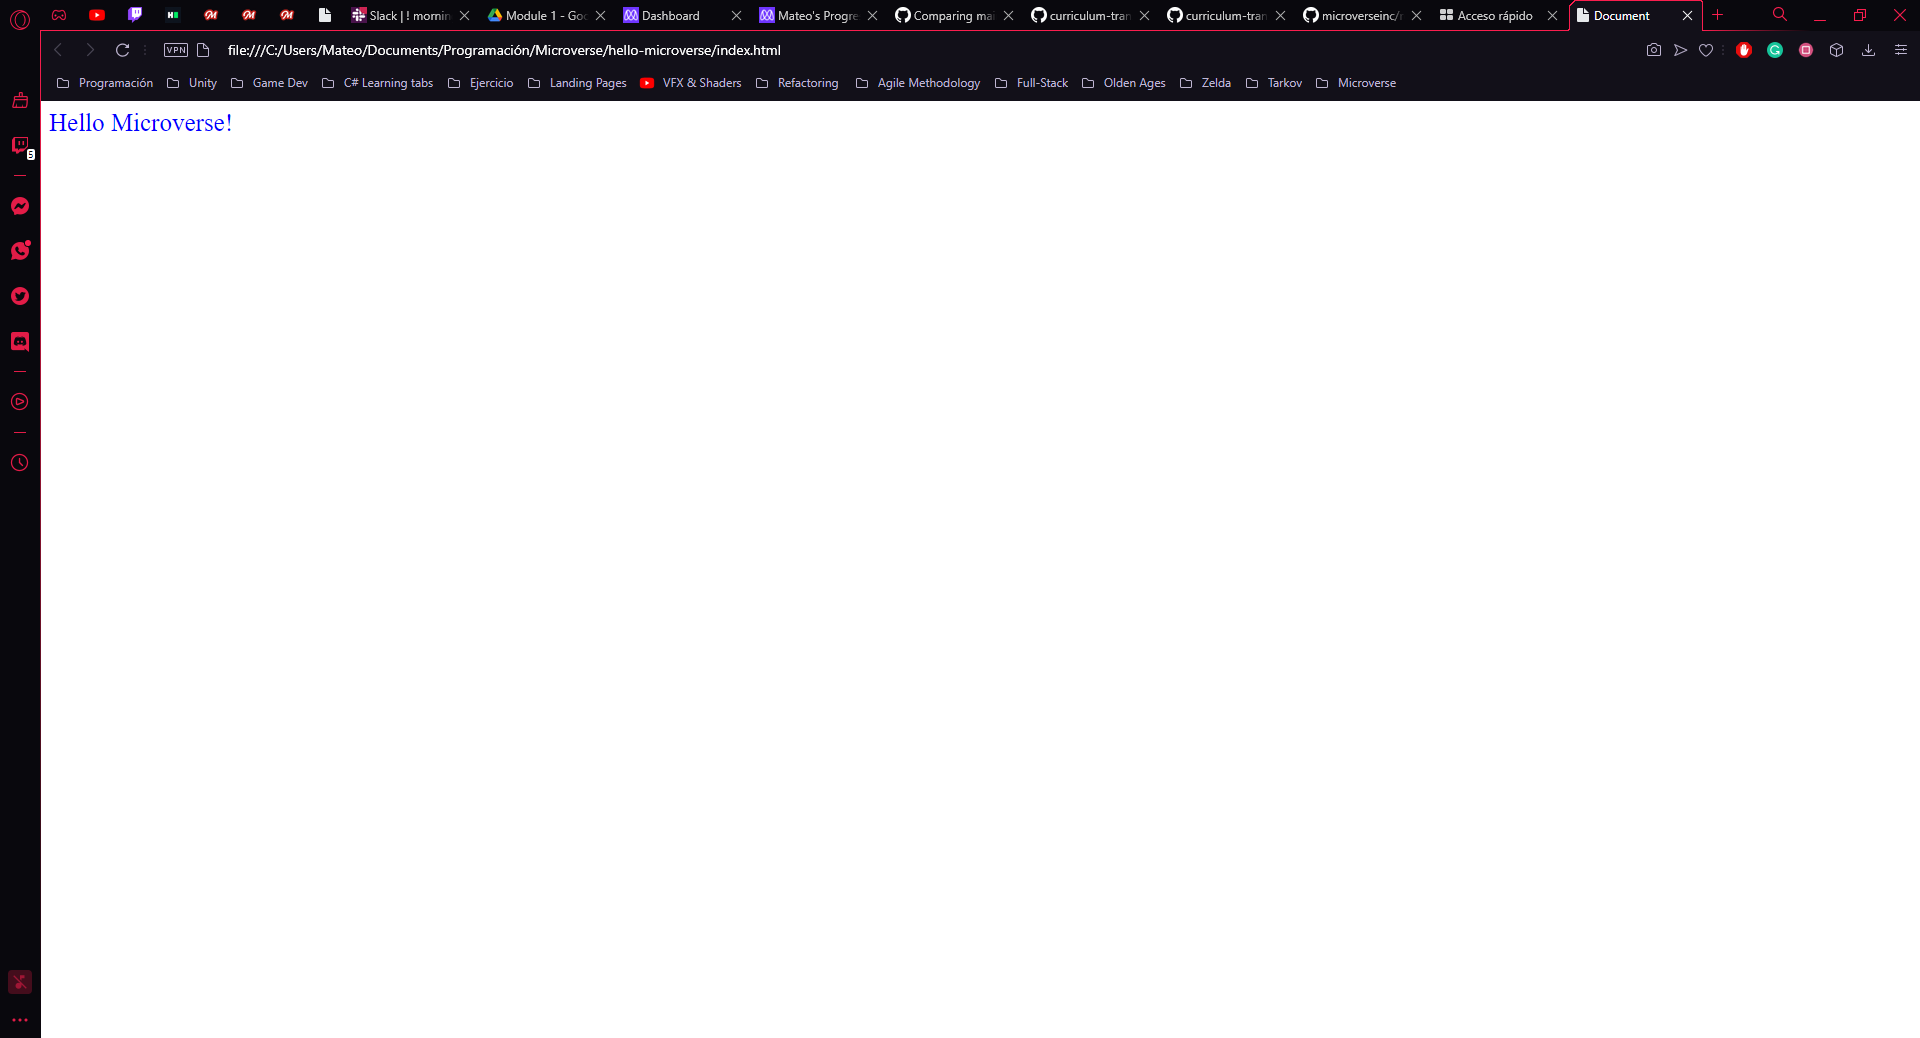 Slack | ! mornin
Module 1 - Goo
Dashboard
Mateo's Progre
Comparing mai
curriculum-tran
curriculum-tran
microverseinc/r
Acceso rápido
Document
VPN
file:///C:/Users/Mateo/Documents/Programación/Microverse/hello-microverse/index.html
Programación
Unity
Game Dev
C# Learning tabs
Ejercicio
Landing Pages
VFX & Shaders
Refactoring
Agile Methodology
Full-Stack
Olden Ages
Zelda
Tarkov
Microverse
Hello Microverse!
5